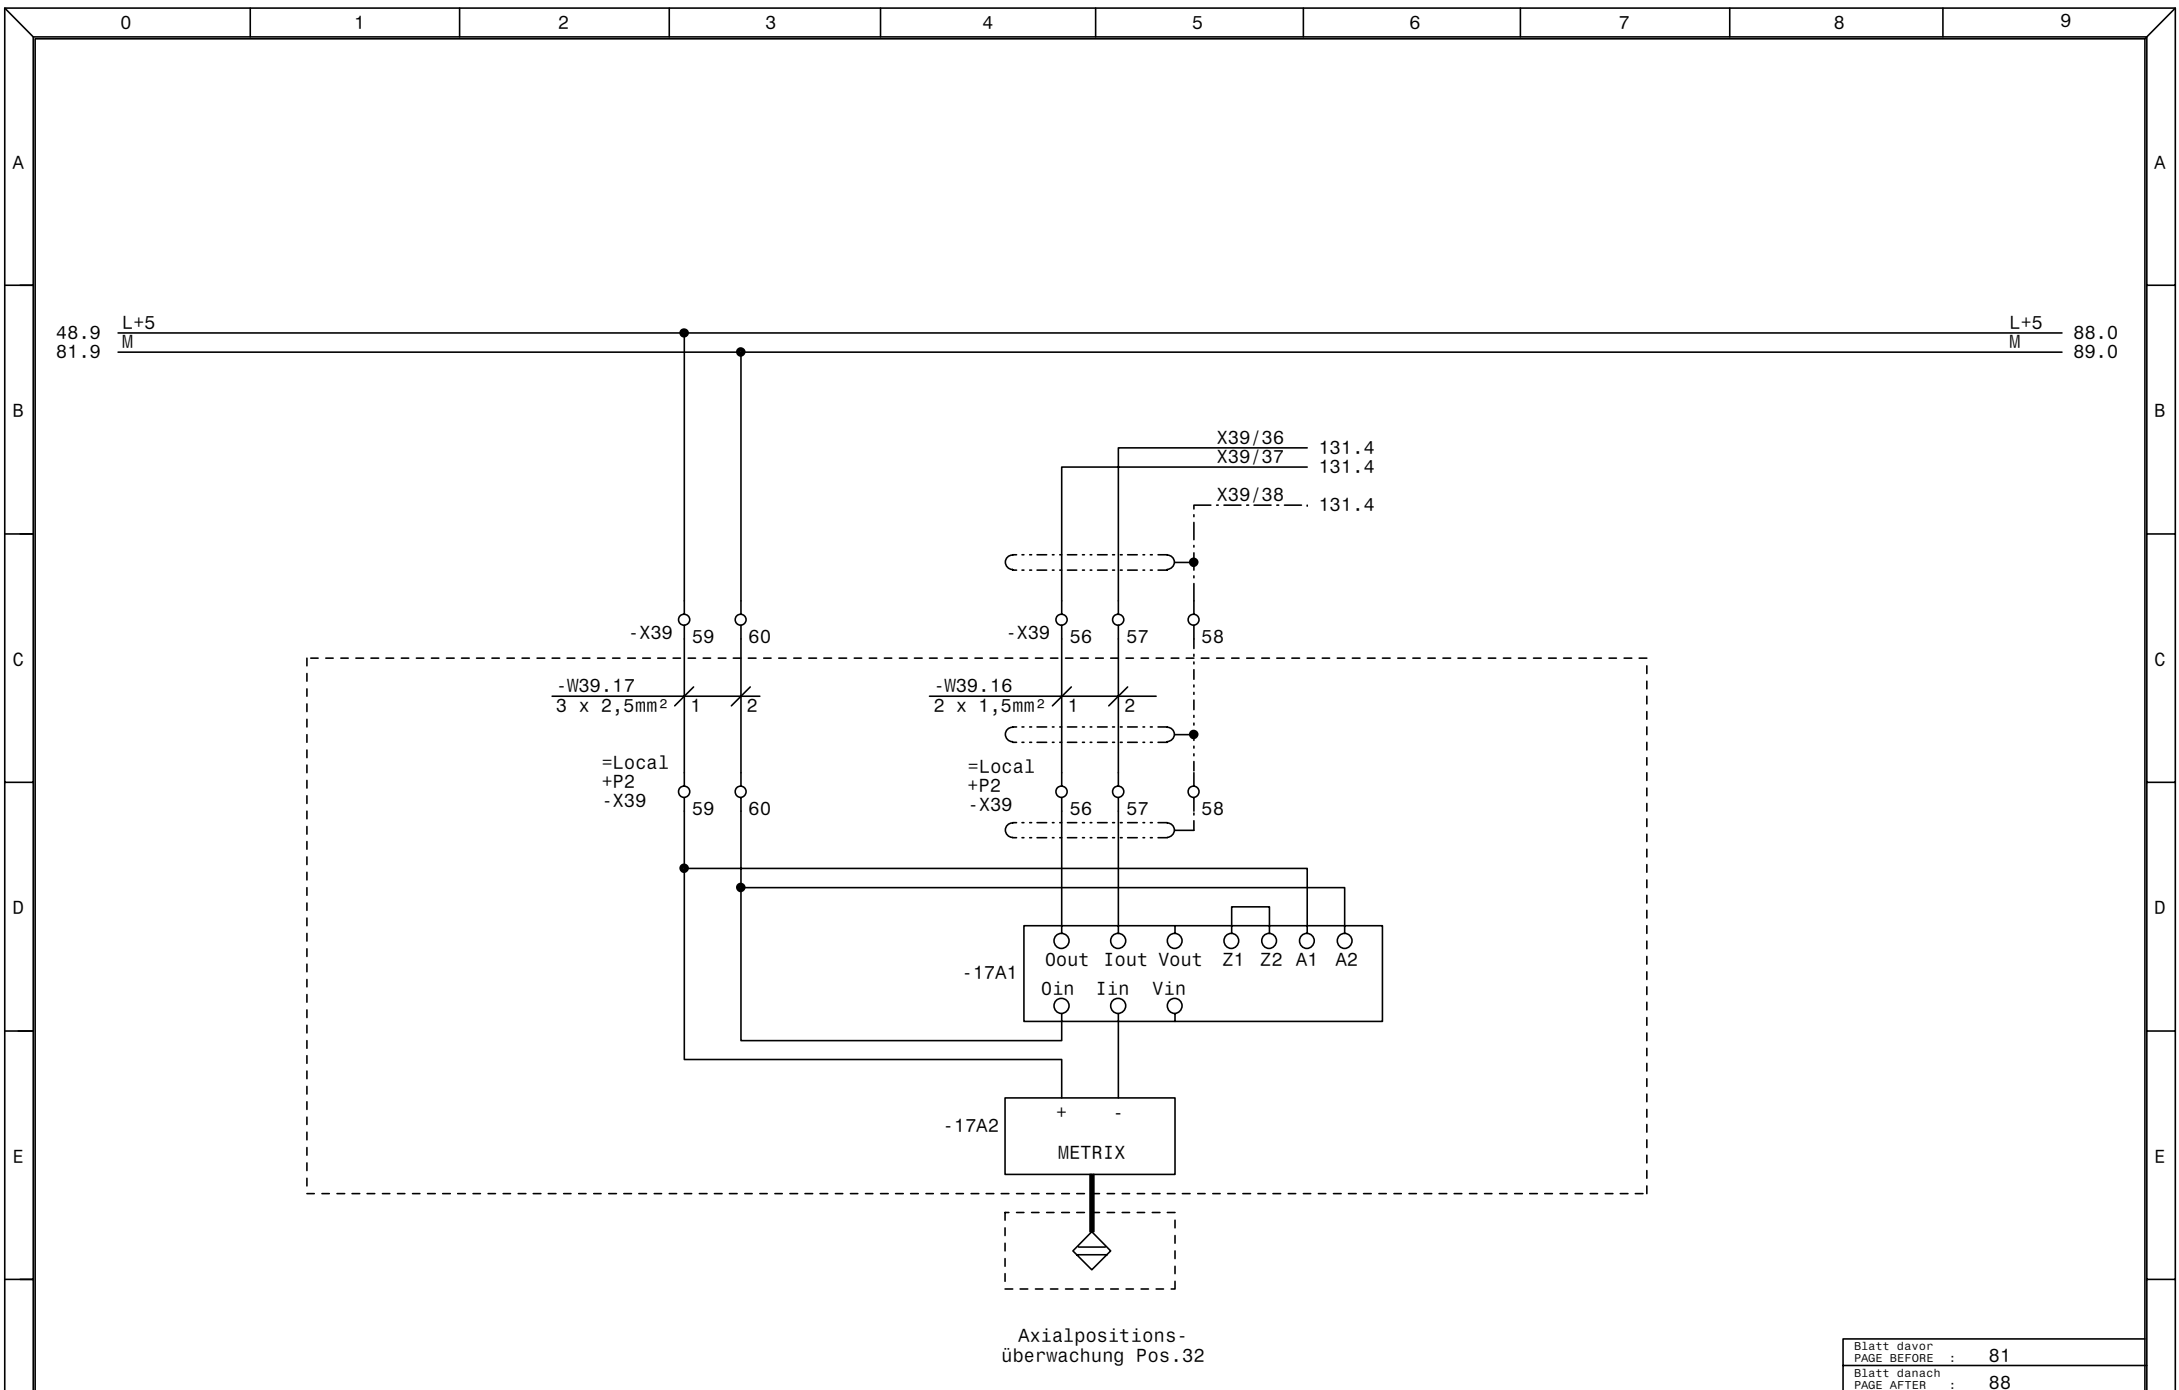 0 1 2 3 4 5 6 7 8 9
A A
48.9 L+5 L+5 88.0
81.9 M M 89.0
B B
X39/36 131.4
X39/37 131.4
X39/38 131.4
-X39 59 60 -X39 56 57 58
C C
-W39.17 -W39.16
3 x 2,5mm² 1 2 2 x 1,5mm² 1 2
=Local =Local
+P2 +P2
-X39 59 60 -X39 56 57 58
D D
Oout Iout Vout Z1 Z2 A1 A2
-17A1
Oin Iin Vin
+ -
-17A2
METRIX
E E
Axialpositions-
überwachung Pos.32
Blatt davor
PAGE BEFORE : 81
Blatt danach
PAGE AFTER : 88